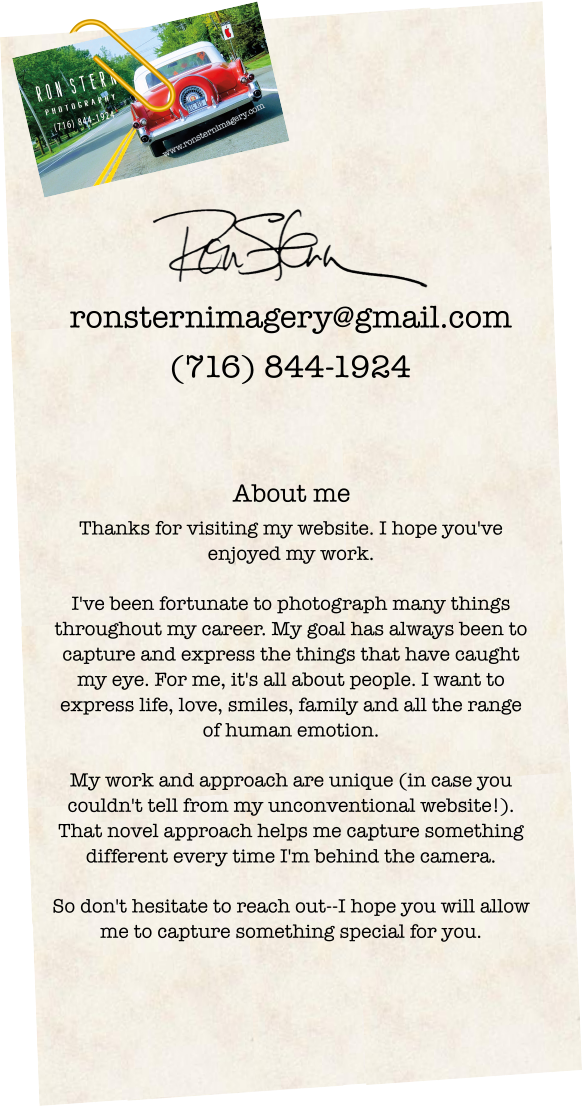 RON STERN
PHOTOGRAPHY
(716) 844-1924
www.ronsternimagery.com
Ron Stern
ronsternimagery@gmail.com
(716) 844-1924
About me
Thanks for visiting my website. I hope you've
enjoyed my work.
I've been fortunate to photograph many things
throughout my career. My goal has always been to
capture and express the things that have caught
my eye. For me, it's all about people. I want to
express life, love, smiles, family and all the range
of human emotion.
My work and approach are unique (in case you
couldn't tell from my unconventional website!).
That novel approach helps me capture something
different every time I'm behind the camera.
So don't hesitate to reach out--I hope you will allow
me to capture something special for you.